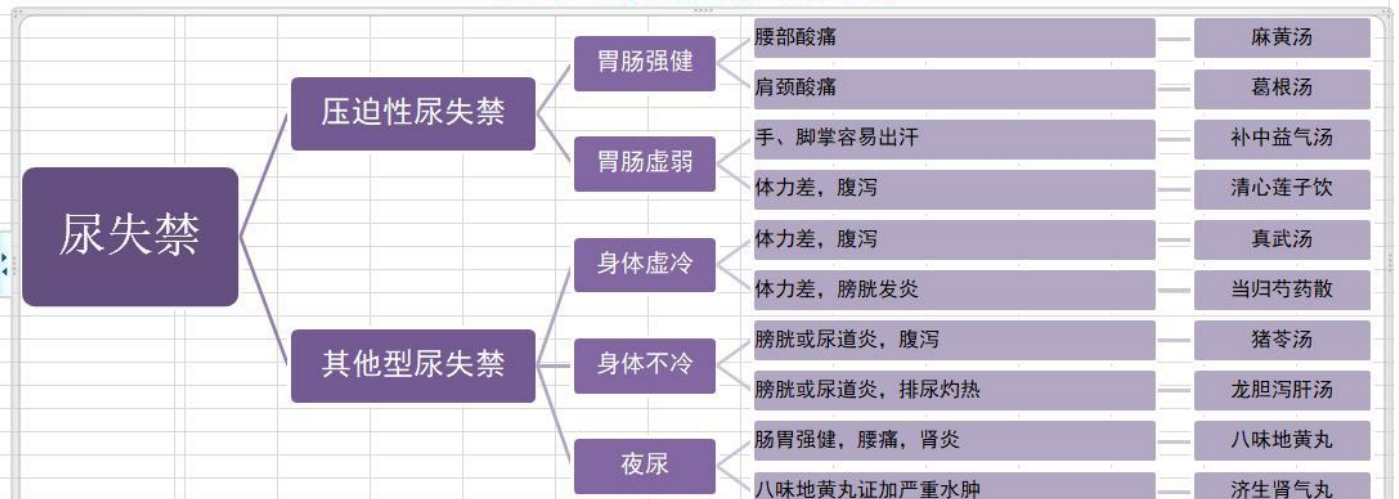 尿失禁
压迫性尿失禁
胃肠强健
腰部酸痛
麻黄汤
肩颈酸痛
葛根汤
胃肠虚弱
手、脚掌容易出汗
补中益气汤
体力差，腹泻
清心莲子饮
其他型尿失禁
身体虚冷
体力差，腹泻
真武汤
体力差，膀胱发炎
当归芍药散
身体不冷
膀胱或尿道炎，腹泻
猪苓汤
膀胱或尿道炎，排尿灼热
龙胆泻肝汤
夜尿
肠胃强健，腰痛，肾炎
八味地黄丸
八味地黄丸证加严重水肿
济生肾气丸